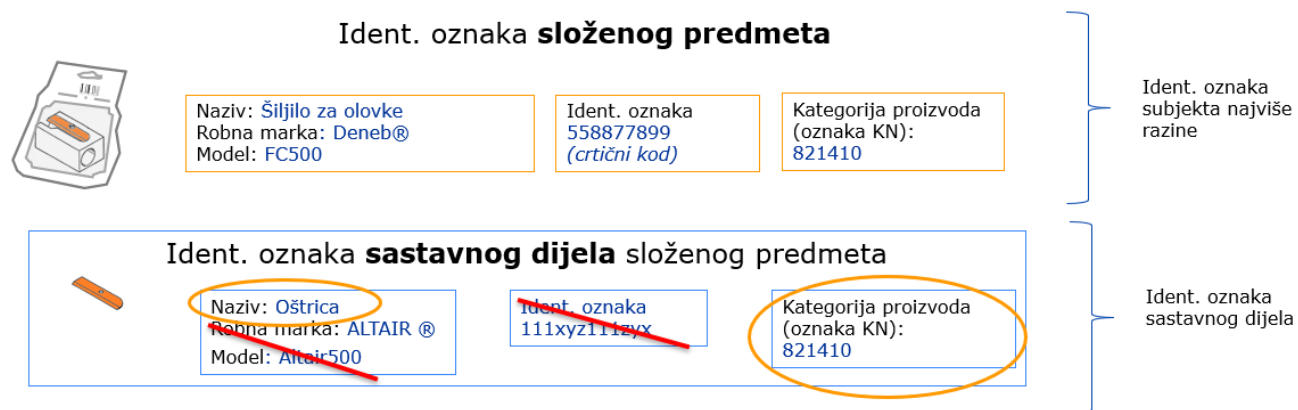 Ident. oznaka složenog predmeta
Naziv: Šiljilo za olovke
Robna marka: Deneb®
Model: FC500
Ident. oznaka
558877899
(crtični kod)
Kategorija proizvoda
(oznaka KN):
821410
Ident. oznaka
subjekta najviše
razine
Ident. oznaka sastavnog dijela složenog predmeta
Naziv: Oštrica
Robna marka: ALTAIR ®
Model: Altair500
Ident. oznaka
111xyz111zyx
Kategorija proizvoda
(oznaka KN):
821410
Ident. oznaka
sastavnog dijela